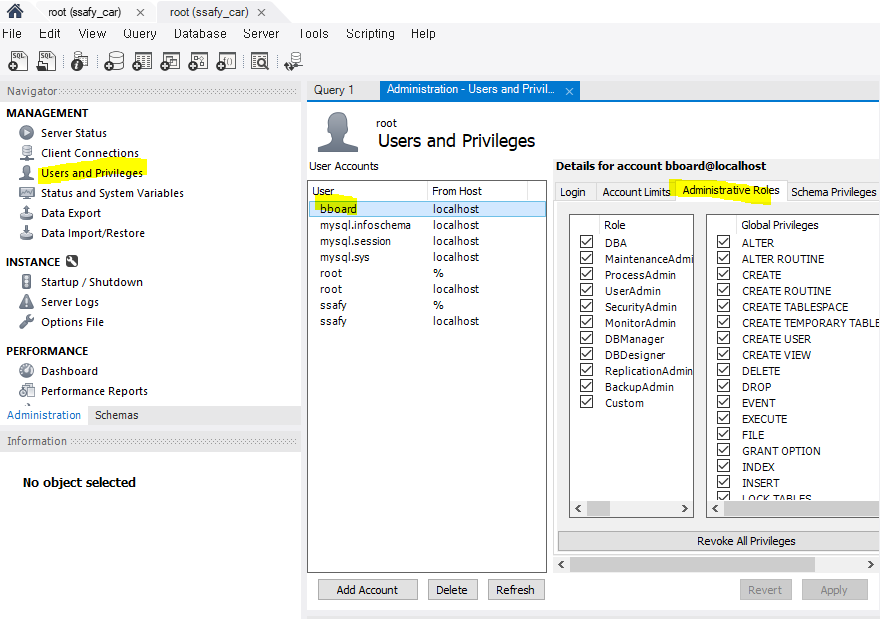 root (ssafy_car) × root (ssafy_car) ×
File Edit View Query Database Server Tools Scripting Help
Navigator
MANAGEMENT
Server Status
Client Connections
Users and Privileges
Status and System Variables
Data Export
Data Import/Restore
INSTANCE
Startup / Shutdown
Server Logs
Options File
PERFORMANCE
Dashboard
Performance Reports
Administration Schemas
Information
No object selected
Query 1 Administration - Users and Privil... ×
root
Users and Privileges
User Accounts
User From Host
bboard localhost
mysql.infoschema localhost
mysql.session localhost
mysql.sys localhost
root %
root localhost
ssafy %
ssafy localhost
Add Account Delete Refresh
Details for account bboard@localhost
Login Account Limits Administrative Roles Schema Privileges
Role
DBA
MaintenanceAdmi
ProcessAdmin
UserAdmin
SecurityAdmin
MonitorAdmin
DBManager
DBDesigner
ReplicationAdmin
BackupAdmin
Custom
Global Privileges
ALTER
ALTER ROUTINE
CREATE
CREATE ROUTINE
CREATE TABLESPACE
CREATE TEMPORARY TABLE
CREATE USER
CREATE VIEW
DELETE
DROP
EVENT
EXECUTE
FILE
GRANT OPTION
INDEX
INSERT
LOCK TABLES
Revoke All Privileges
Revert Apply